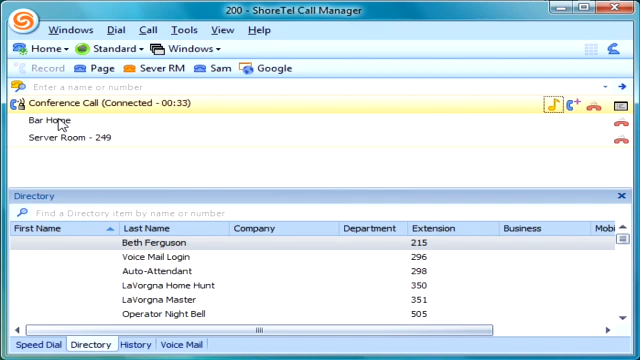 200 - ShoreTel Call Manager
Windows Dial Call Tools View Help
Home Standard Windows
Record Page Sever RM Sam Google
Enter a name or number
Conference Call (Connected - 00:33)
Bar Home
Server Room - 249
Directory
Find a Directory item by name or number
First Name Last Name Company Department Extension Business Mobi
Beth Ferguson 215
Voice Mail Login 296
Auto-Attendant 298
LaVorgna Home Hunt 350
LaVorgna Master 351
Operator Night Bell 505
Speed Dial Directory History Voice Mail